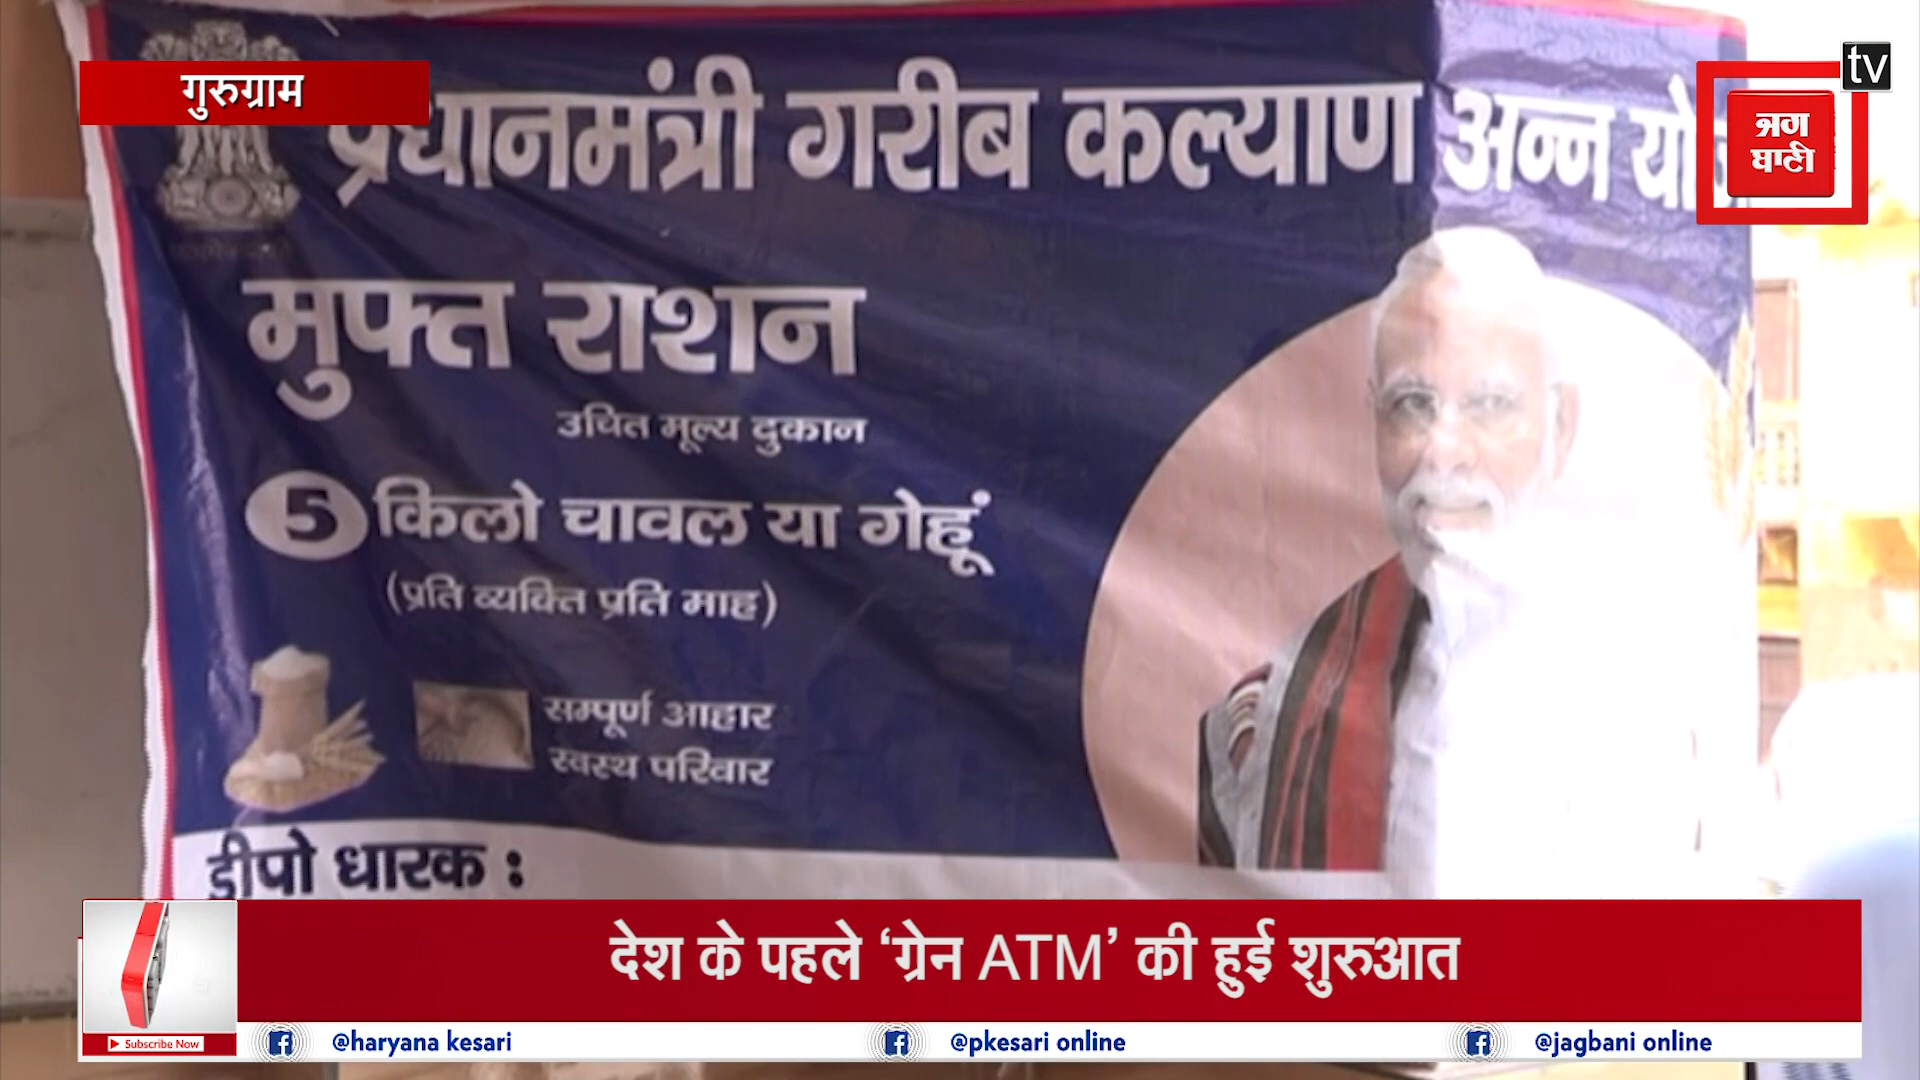 गुरुग्राम
tv
ਜਗ
ਬਾਣੀ
प्रधानमंत्री गरीब कल्याण अन्न
मुफ्त राशन
उचित मूल्य दुकान
5 किलो चावल या गेहूं
(प्रति व्यक्ति प्रति माह)
सम्पूर्ण आहार
स्वस्थ परिवार
डीपो धारक :
देश के पहले ‘ग्रेन ATM’ की हुई शुरुआत
Subscribe Now
@haryana kesari
@pkesari online
@jagbani online